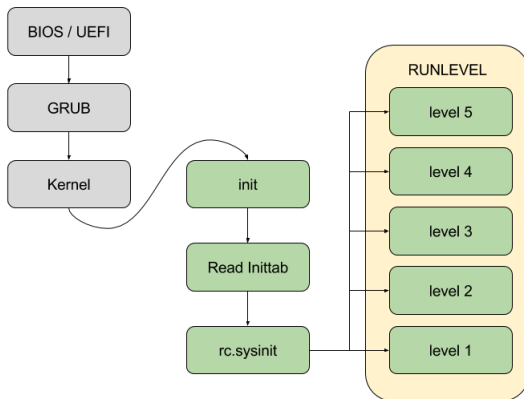 BIOS / UEFI
GRUB
Kernel
init
Read Inittab
rc.sysinit
RUNLEVEL
level 5
level 4
level 3
level 2
level 1